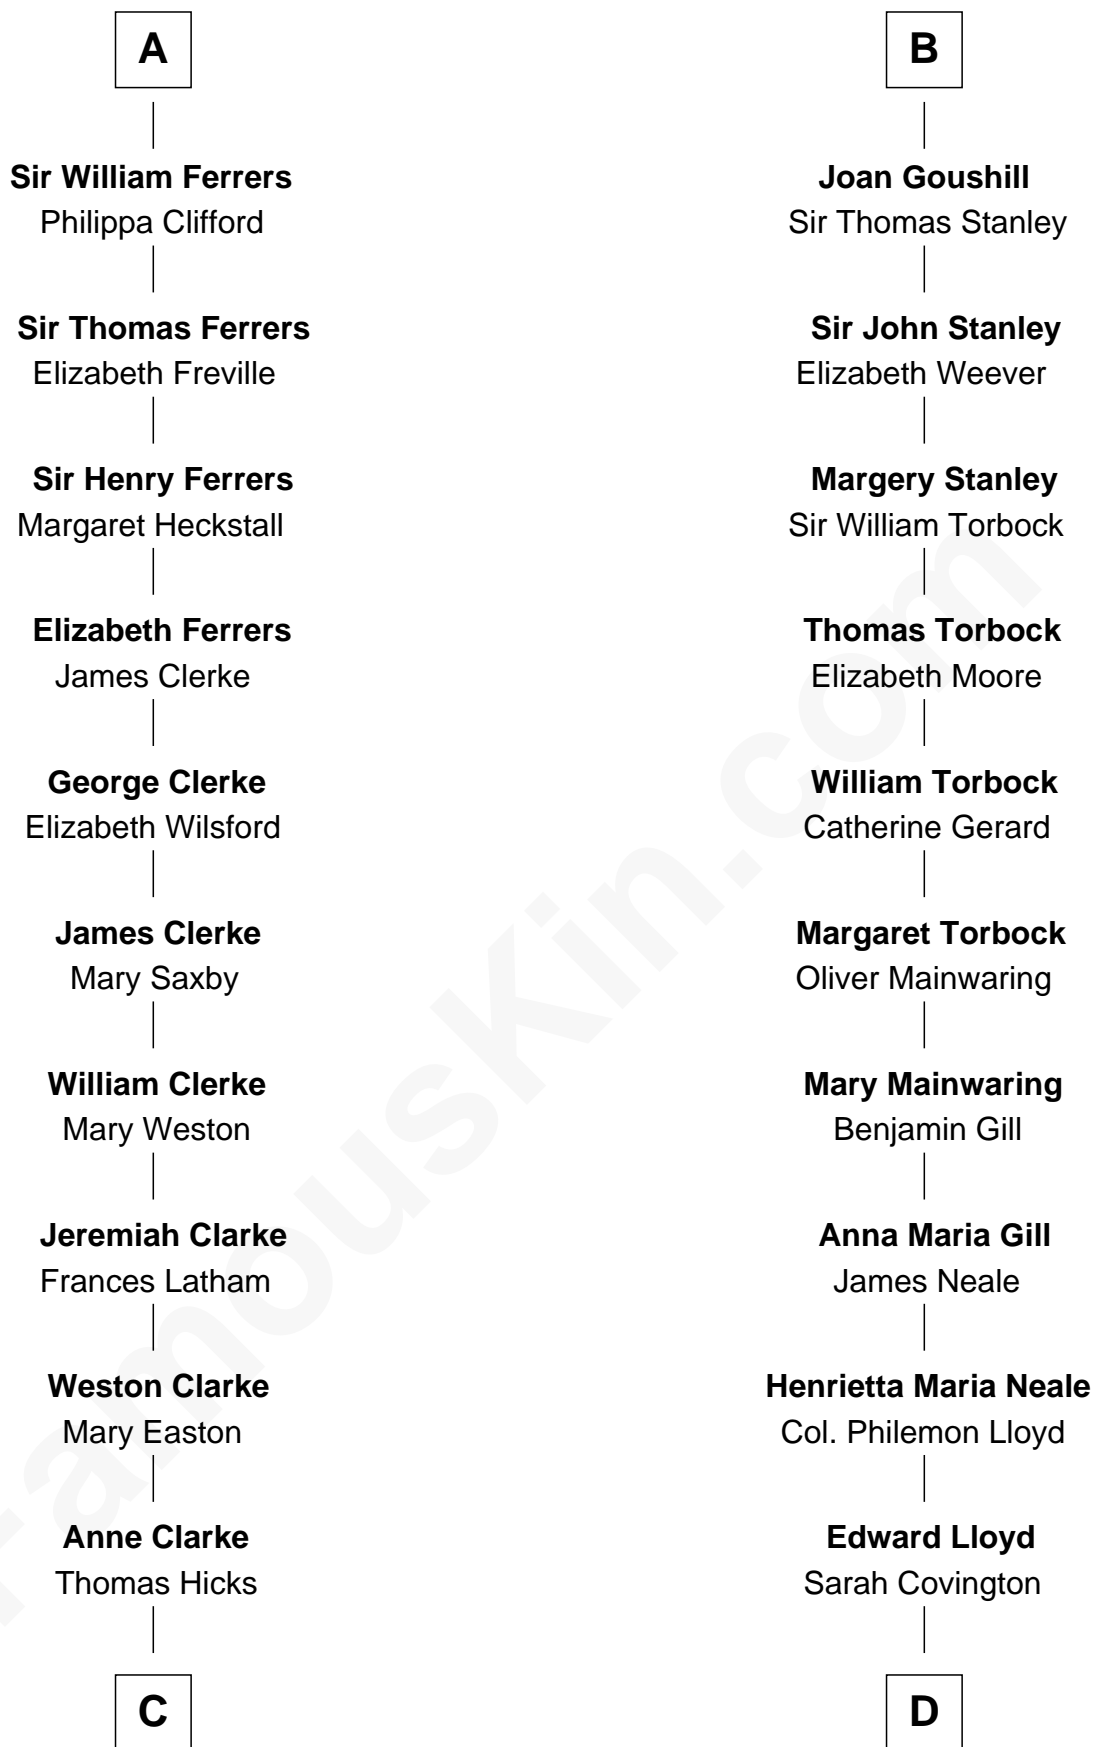 A
Sir William Ferrers
Philippa Clifford
Sir Thomas Ferrers
Elizabeth Freville
Sir Henry Ferrers
Margaret Heckstall
Elizabeth Ferrers
James Clerke
George Clerke
Elizabeth Wilsford
James Clerke
Mary Saxby
William Clerke
Mary Weston
Jeremiah Clarke
Frances Latham
Weston Clarke
Mary Easton
Anne Clarke
Thomas Hicks
C
B
Joan Goushill
Sir Thomas Stanley
Sir John Stanley
Elizabeth Weever
Margery Stanley
Sir William Torbock
Thomas Torbock
Elizabeth Moore
William Torbock
Catherine Gerard
Margaret Torbock
Oliver Mainwaring
Mary Mainwaring
Benjamin Gill
Anna Maria Gill
James Neale
Henrietta Maria Neale
Col. Philemon Lloyd
Edward Lloyd
Sarah Covington
D
FamousKin.com